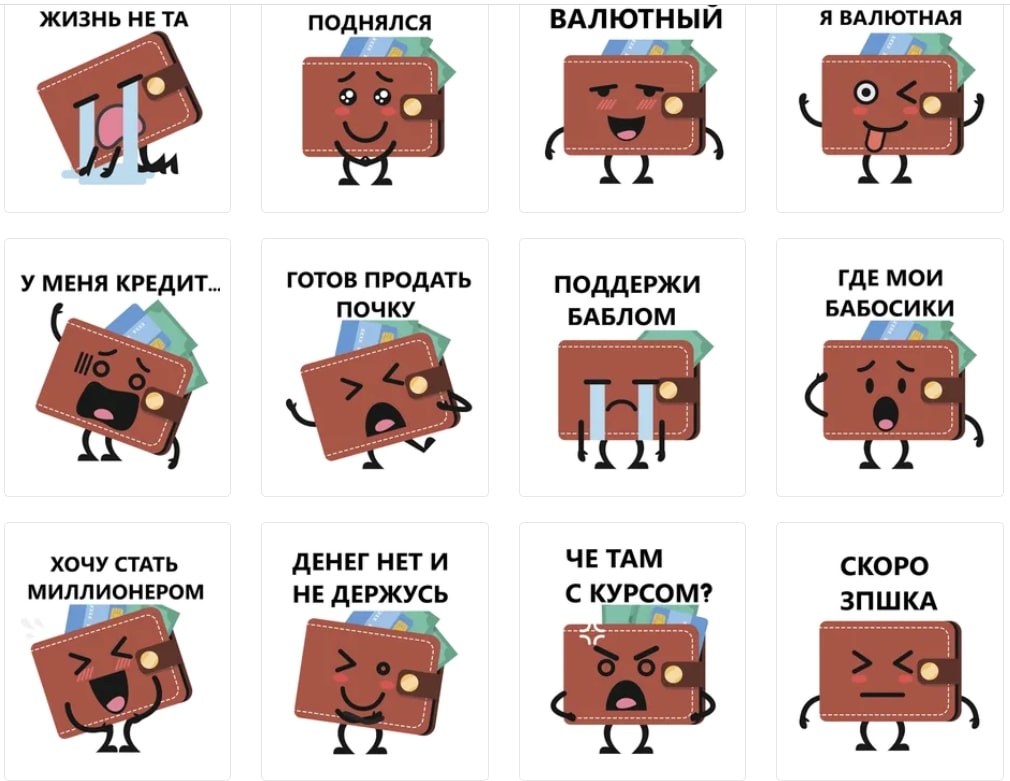 ЖИЗНЬ НЕ ТА
ПОДНЯЛСЯ
ВАЛЮТНЫЙ
Я ВАЛЮТНАЯ
У МЕНЯ КРЕДИТ...
ГОТОВ ПРОДАТЬ
ПОЧКУ
ПОДДЕРЖИ
БАБЛОМ
ГДЕ МОИ
БАБОСИКИ
ХОЧУ СТАТЬ
МИЛЛИОНЕРОМ
ДЕНЕГ НЕТ И
НЕ ДЕРЖУСЬ
ЧЕ ТАМ
С КУРСОМ?
СКОРО
ЗПШКА